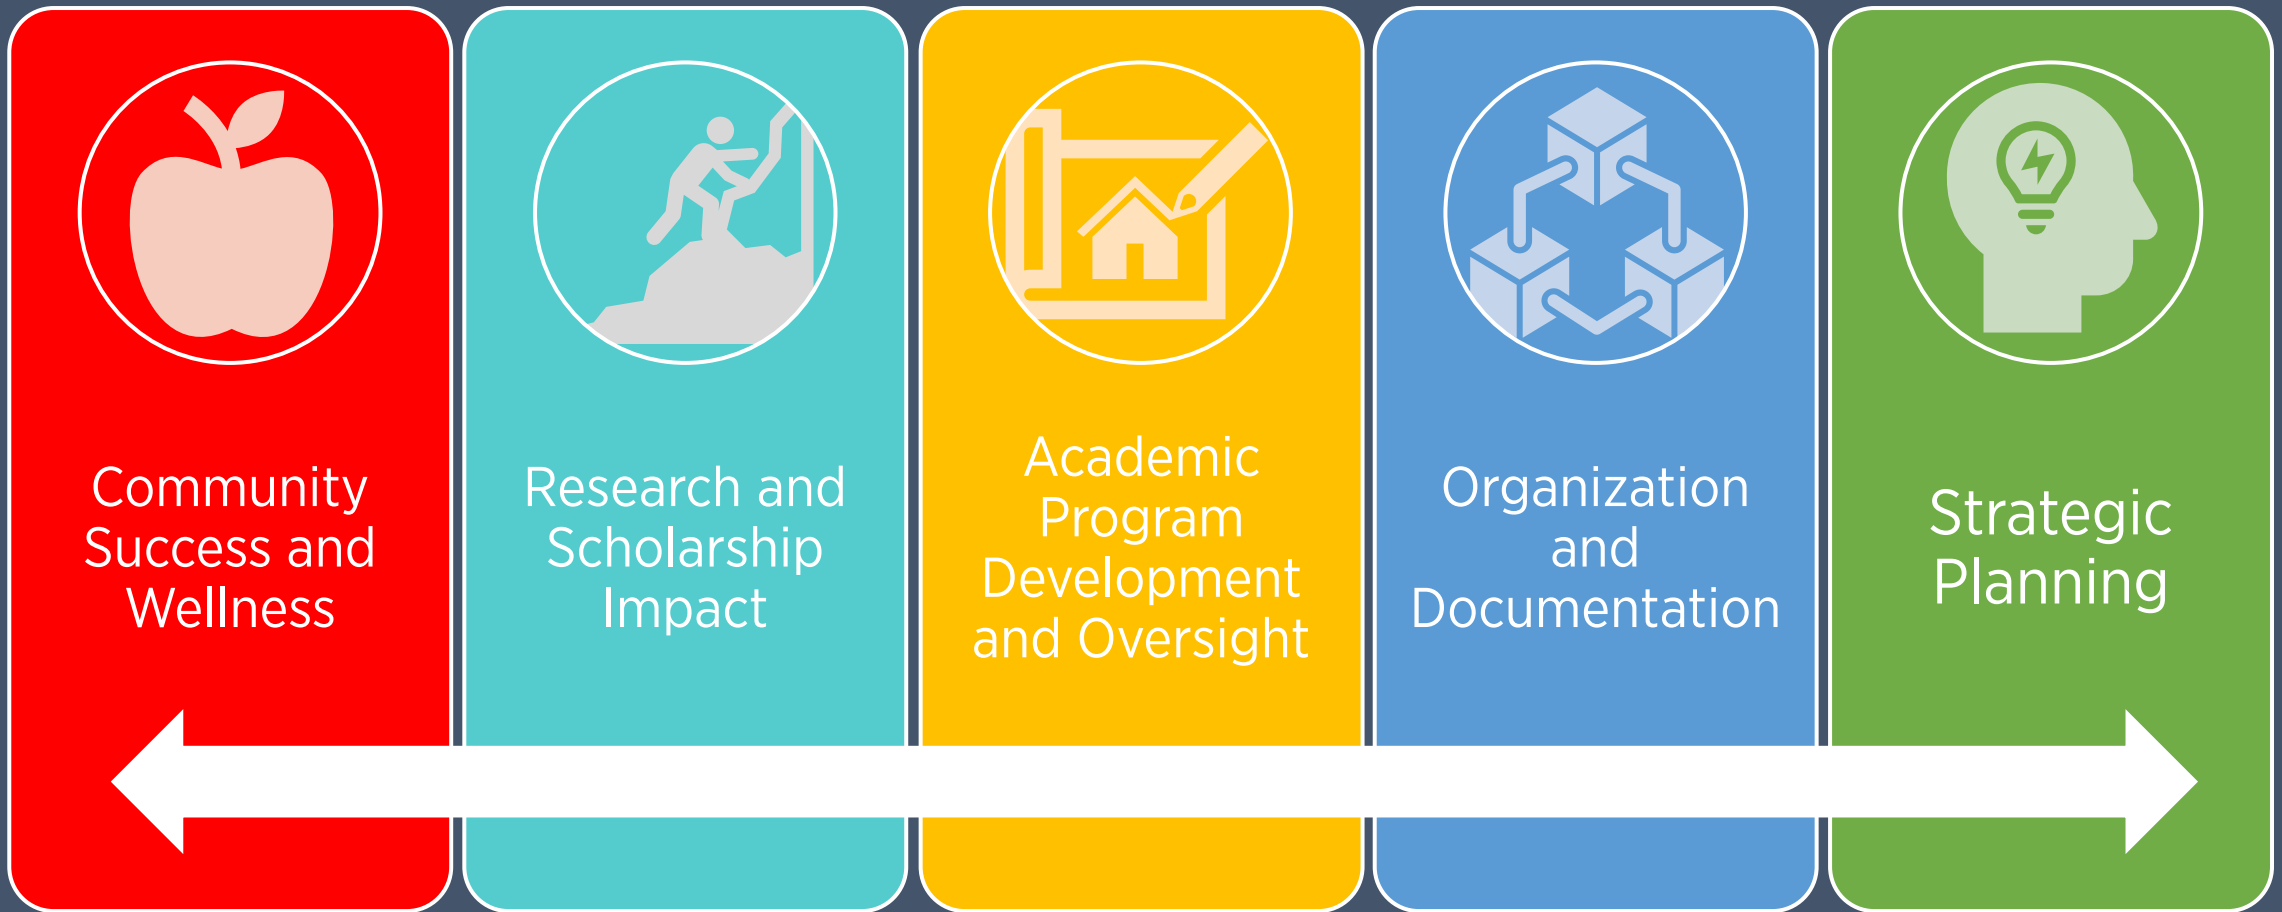 Community
Success and
Wellness
Research and
Scholarship
Impact
Academic
Program
Development
and Oversight
Organization
and
Documentation
Strategic
Planning